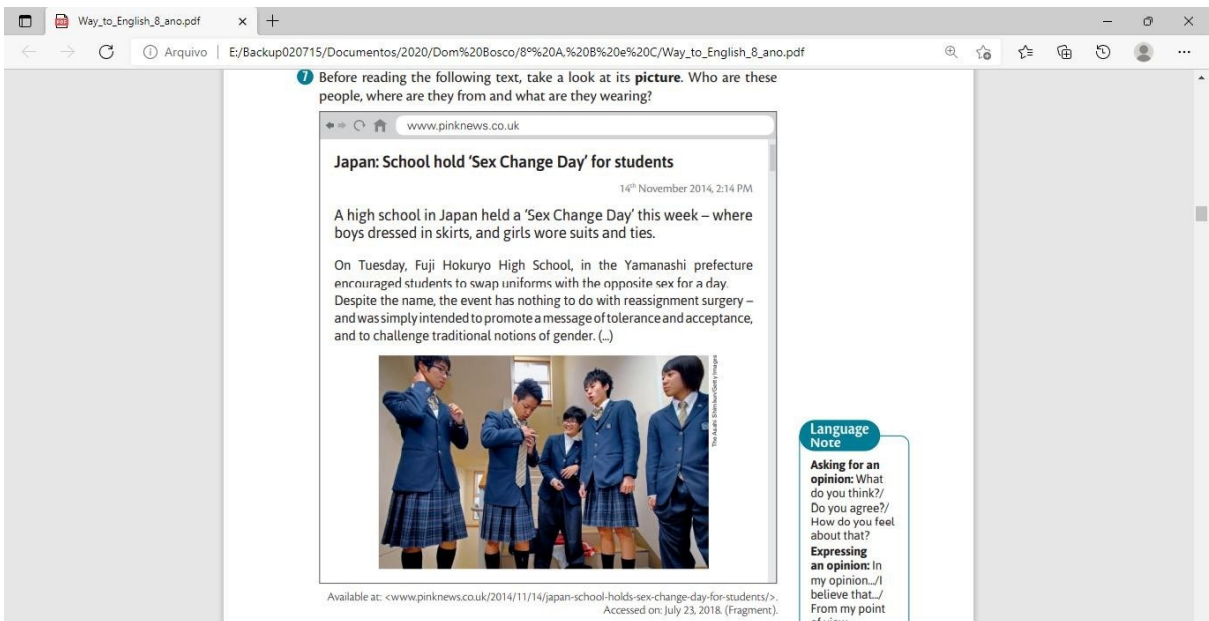 Way_to_English_8_ano.pdf
Arquivo E:/Backup020715/Documentos/2020/Dom%20Bosco/8º%20A,%20B%20e%20C/Way_to_English_8_ano.pdf
7 Before reading the following text, take a look at its picture. Who are these
people, where are they from and what are they wearing?
www.pinknews.co.uk
Japan: School hold ‘Sex Change Day’ for students
14th November 2014, 2:14 PM
A high school in Japan held a ‘Sex Change Day’ this week – where
boys dressed in skirts, and girls wore suits and ties.
On Tuesday, Fuji Hokuryo High School, in the Yamanashi prefecture
encouraged students to swap uniforms with the opposite sex for a day.
Despite the name, the event has nothing to do with reassignment surgery –
and was simply intended to promote a message of tolerance and acceptance,
and to challenge traditional notions of gender. (...)
The Asahi Shimbun/Getty Images
Available at: <www.pinknews.co.uk/2014/11/14/japan-school-holds-sex-change-day-for-students/>.
Accessed on: July 23, 2018. (Fragment).
Language
Note
Asking for an
opinion: What
do you think?/
Do you agree?/
How do you feel
about that?
Expressing
an opinion: In
my opinion.../I
believe that.../
From my point
of view